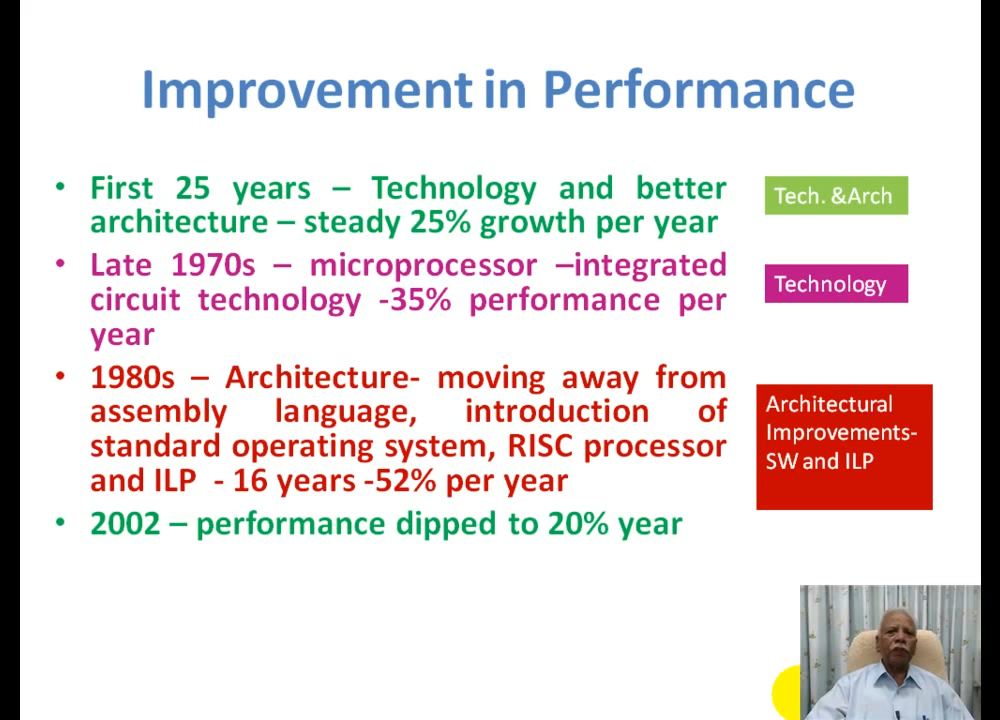 Improvement in Performance
• First 25 years – Technology and better
architecture – steady 25% growth per year
Tech. &Arch
• Late 1970s – microprocessor –integrated
circuit technology -35% performance per
year
Technology
• 1980s – Architecture- moving away from
assembly language, introduction of
standard operating system, RISC processor
and ILP - 16 years -52% per year
Architectural
Improvements-
SW and ILP
• 2002 – performance dipped to 20% year